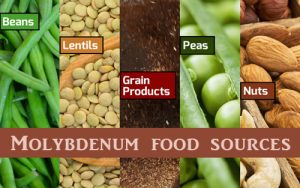 Beans
Lentils
Grain
Products
Peas
Nuts
Molybdenum food sources